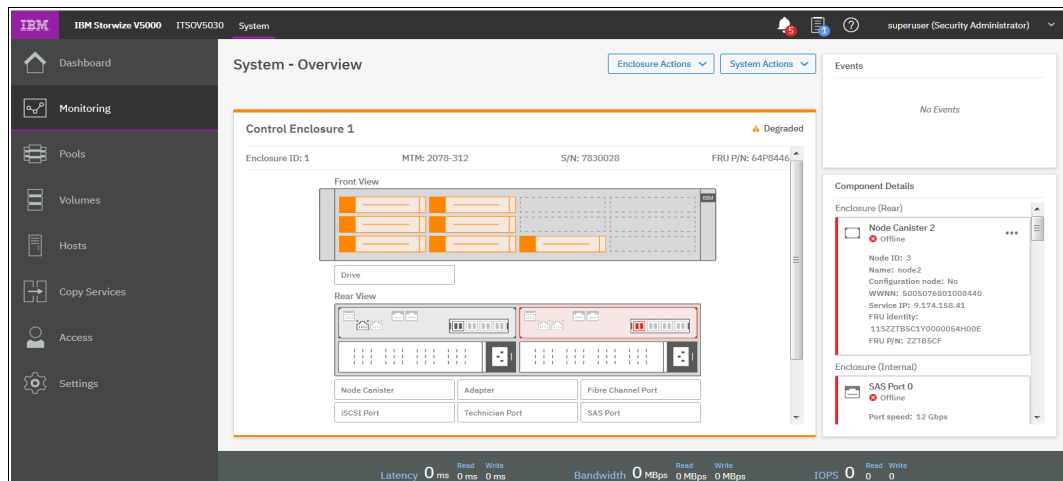 IBM
IBM Storwize V5000 ITSOV5030 System
5
1
superuser (Security Administrator)
Dashboard
Monitoring
Pools
Volumes
Hosts
Copy Services
Access
Settings
System - Overview
Enclosure Actions
System Actions
Control Enclosure 1
Degraded
Enclosure ID: 1 MTM: 2078-312 S/N: 7830028 FRU P/N: 64P8446
Front View
IBM
Drive
Rear View
Node Canister
Adapter
Fibre Channel Port
iSCSI Port
Technician Port
SAS Port
Events
No Events
Component Details
Enclosure (Rear)
Node Canister 2
Offline
Node ID: 3
Name: node2
Configuration node: No
WWNN: 5005076801008440
Service IP: 9.174.158.41
FRU identity:
11SZZTB5C1Y0000054H00E
FRU P/N: ZZTB5CF
Enclosure (Internal)
SAS Port 0
Offline
Port speed: 12 Gbps
Latency 0 ms Read 0 ms Write 0 ms
Bandwidth 0 MBps Read 0 MBps Write 0 MBps
IOPS 0 Read 0 Write 0